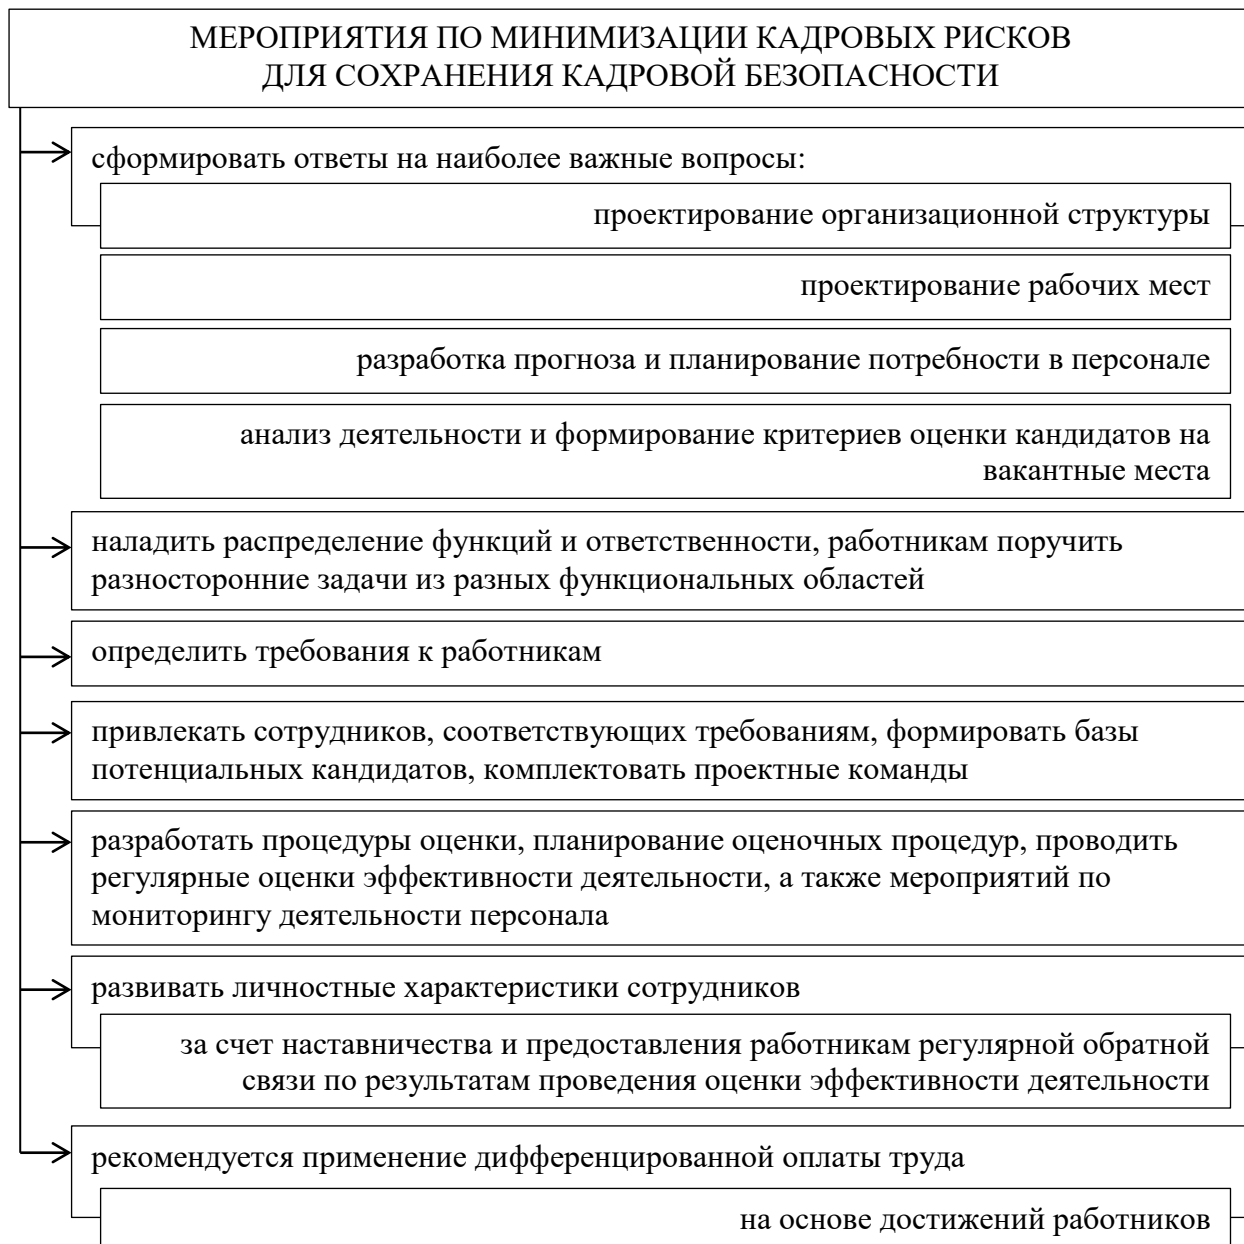 МЕРОПРИЯТИЯ ПО МИНИМИЗАЦИИ КАДРОВЫХ РИСКОВ
ДЛЯ СОХРАНЕНИЯ КАДРОВОЙ БЕЗОПАСНОСТИ
сформировать ответы на наиболее важные вопросы:
проектирование организационной структуры
проектирование рабочих мест
разработка прогноза и планирование потребности в персонале
анализ деятельности и формирование критериев оценки кандидатов на
вакантные места
наладить распределение функций и ответственности, работникам поручить
разносторонние задачи из разных функциональных областей
определить требования к работникам
привлекать сотрудников, соответствующих требованиям, формировать базы
потенциальных кандидатов, комплектовать проектные команды
разработать процедуры оценки, планирование оценочных процедур, проводить
регулярные оценки эффективности деятельности, а также мероприятий по
мониторингу деятельности персонала
развивать личностные характеристики сотрудников
за счет наставничества и предоставления работникам регулярной обратной
связи по результатам проведения оценки эффективности деятельности
рекомендуется применение дифференцированной оплаты труда
на основе достижений работников